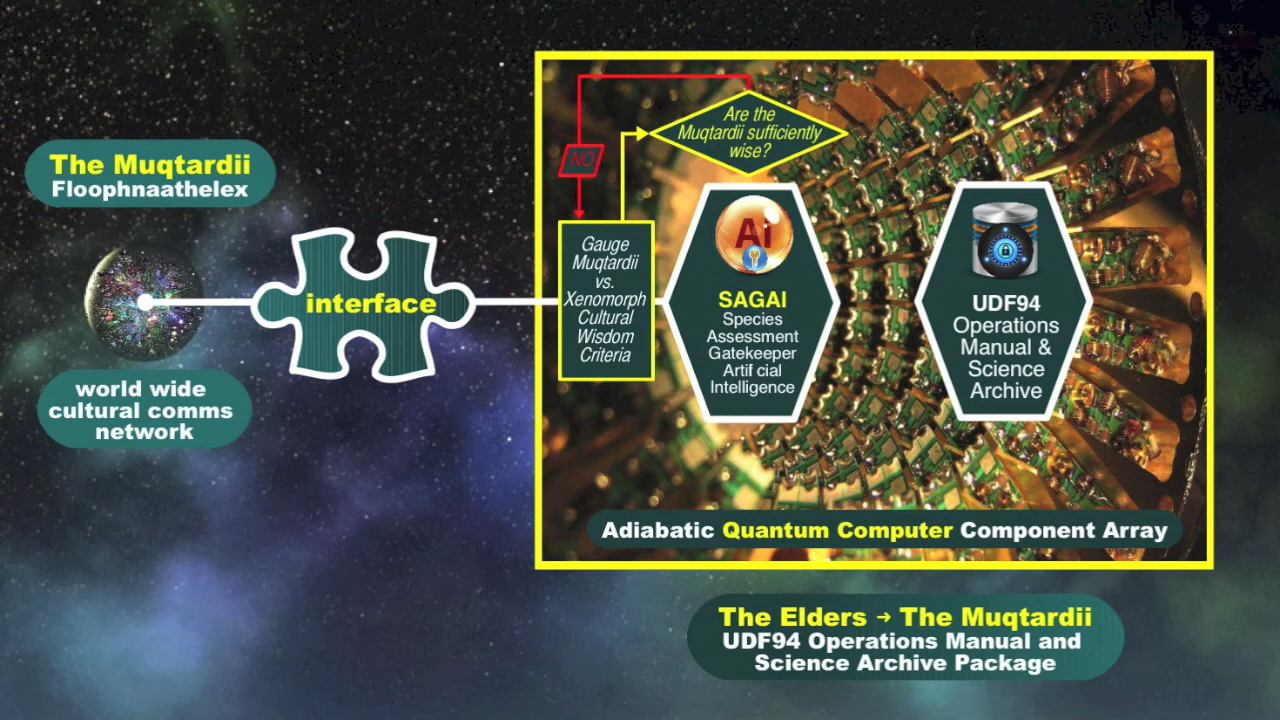 The Muqtardii
Floophnaathelex
world wide
cultural comms
network
interface
Are the
Muqtardii sufficiently
wise?
NO
Gauge
Muqtardii
vs.
Xenomorph
Cultural
Wisdom
Criteria
Ai
SAGAI
Species
Assessment
Gatekeeper
Artif cial
Intelligence
UDF94
Operations
Manual &
Science
Archive
Adiabatic Quantum Computer Component Array
The Elders → The Muqtardii
UDF94 Operations Manual and
Science Archive Package